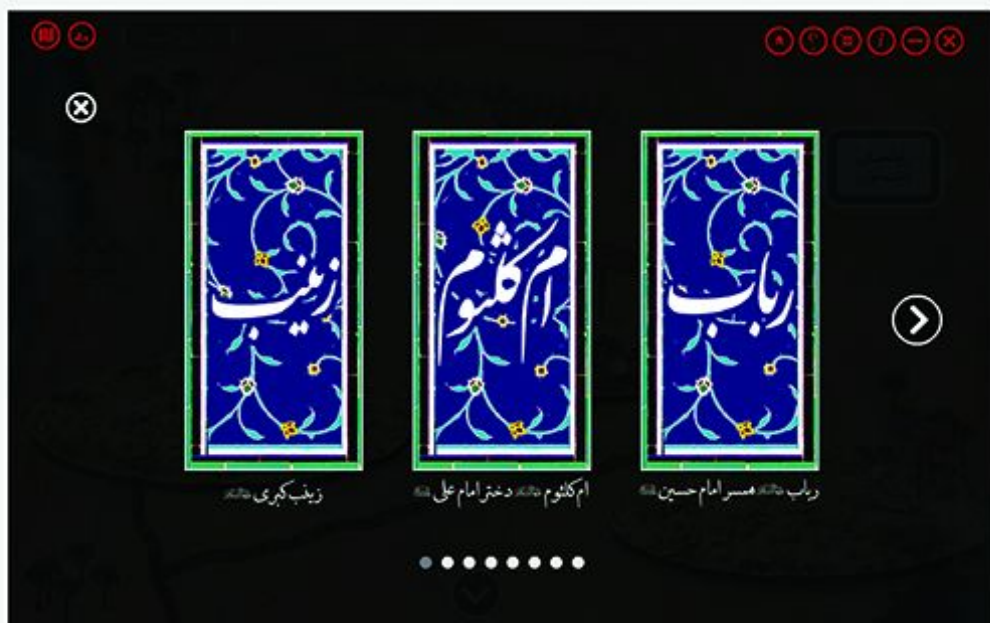 رباب
ام کلثوم
زینب
رباب همسر امام حسین
ام کلثوم دختر امام علی
زینب کبری